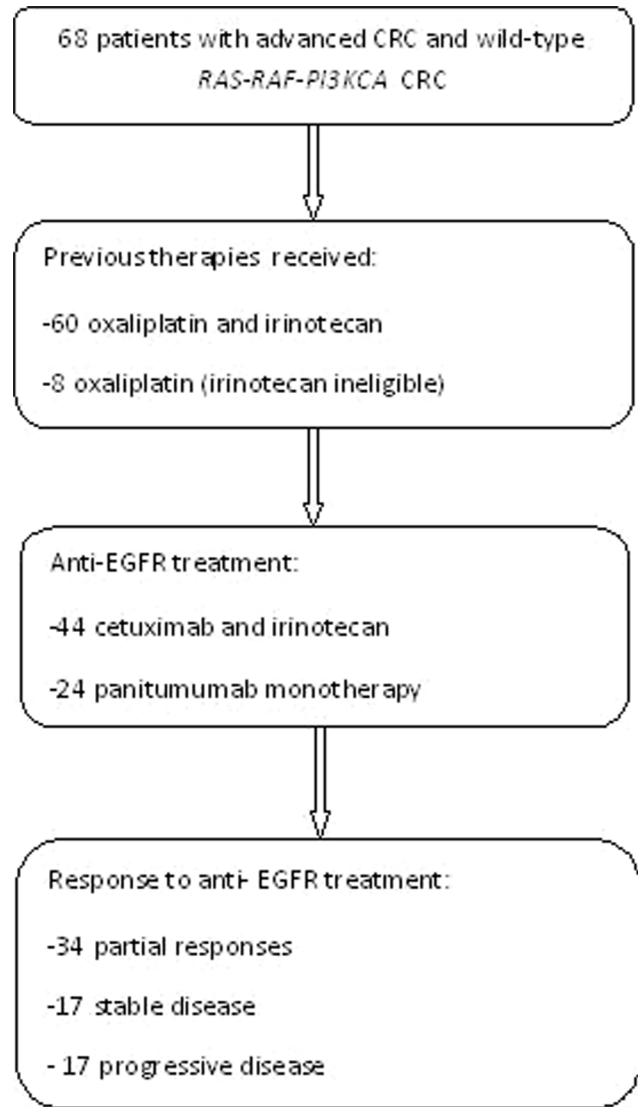 68 patients with advanced CRC and wild-type
RAS-RAF-PI3KCA CRC
Previous therapies received:
-60 oxaliplatin and irinotecan
-8 oxaliplatin (irinotecan ineligible)
Anti-EGFR treatment:
-44 cetuximab and irinotecan
-24 panitumumab monotherapy
Response to anti- EGFR treatment:
-34 partial responses
-17 stable disease
- 17 progressive disease